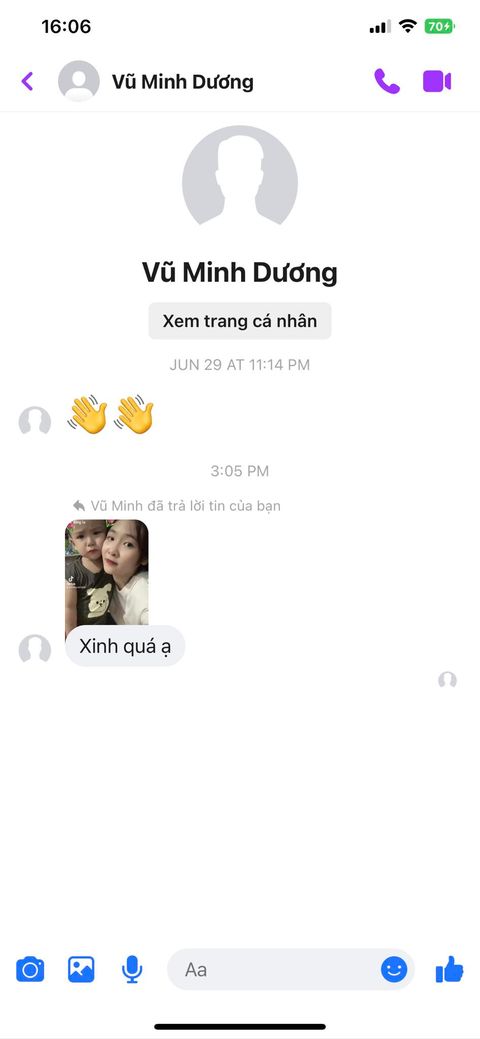 16:06
70
Vũ Minh Dương
Vũ Minh Dương
Xem trang cá nhân
JUN 29 AT 11:14 PM
3:05 PM
Vũ Minh đã trả lời tin của bạn
Xinh quá ạ
Aa